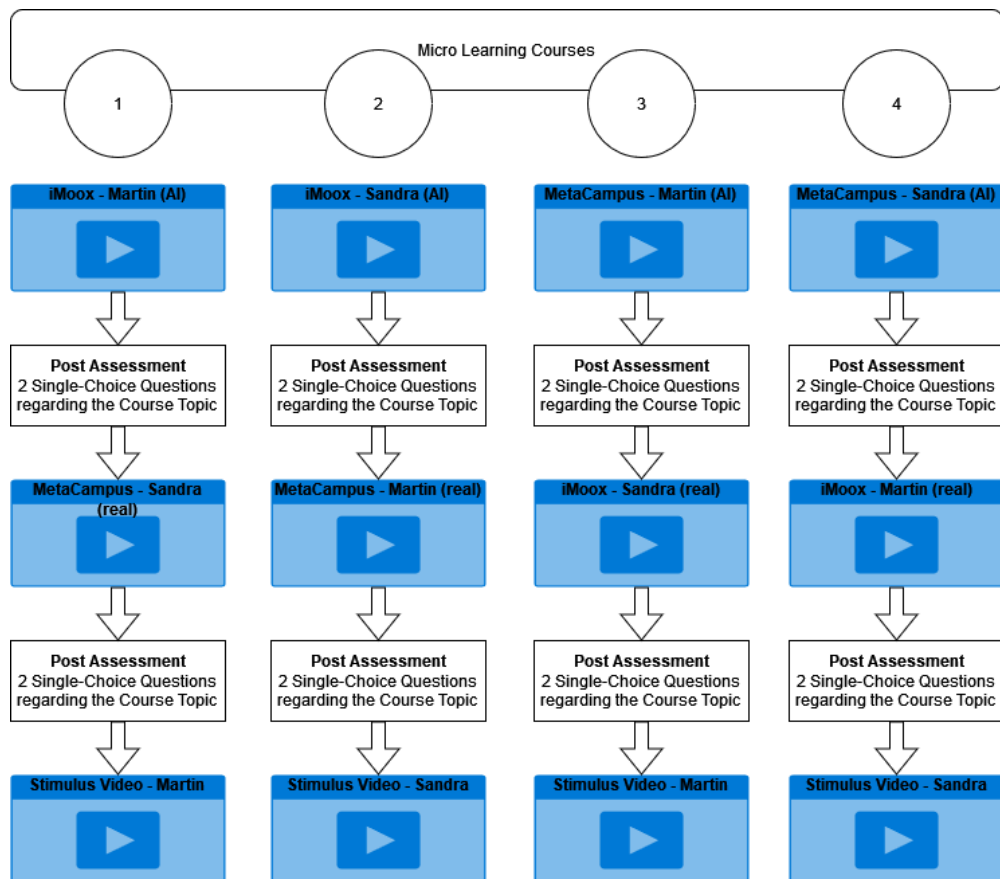 Micro Learning Courses
1
2
3
4
iMoox - Martin (AI)
iMoox - Sandra (AI)
MetaCampus - Martin (AI)
MetaCampus - Sandra (AI)
Post Assessment
2 Single-Choice Questions
regarding the Course Topic
Post Assessment
2 Single-Choice Questions
regarding the Course Topic
Post Assessment
2 Single-Choice Questions
regarding the Course Topic
Post Assessment
2 Single-Choice Questions
regarding the Course Topic
MetaCampus - Sandra
(real)
MetaCampus - Martin (real)
iMoox - Sandra (real)
iMoox - Martin (real)
Post Assessment
2 Single-Choice Questions
regarding the Course Topic
Post Assessment
2 Single-Choice Questions
regarding the Course Topic
Post Assessment
2 Single-Choice Questions
regarding the Course Topic
Post Assessment
2 Single-Choice Questions
regarding the Course Topic
Stimulus Video - Martin
Stimulus Video - Sandra
Stimulus Video - Martin
Stimulus Video - Sandra